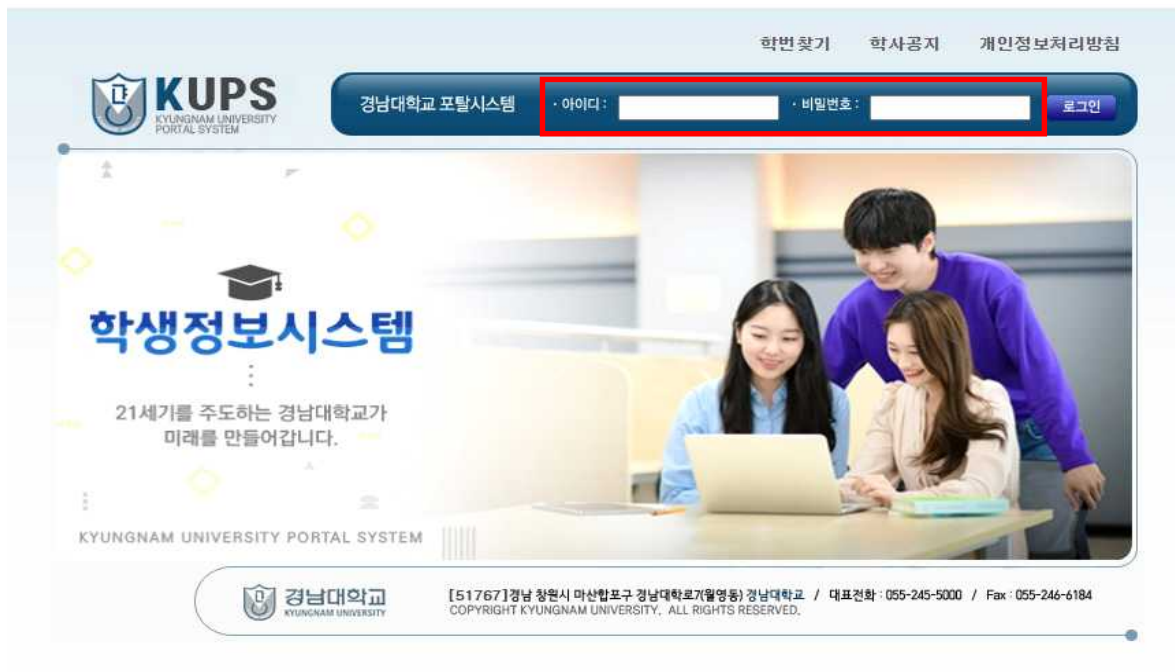 학번찾기 학사공지 개인정보처리방침
KUPS
KYUNGNAM UNIVERSITY
PORTAL SYSTEM
경남대학교 포탈시스템 · 아이디 : · 비밀번호 : 로그인
학생정보시스템
21세기를 주도하는 경남대학교가
미래를 만들어갑니다.
KYUNGNAM UNIVERSITY PORTAL SYSTEM
경남대학교
KYUNGNAM UNIVERSITY
[51767]경남 창원시 마산합포구 경남대학로7(월영동) 경남대학교 / 대표전화 : 055-245-5000 / Fax : 055-246-6184
COPYRIGHT KYUNGNAM UNIVERSITY, ALL RIGHTS RESERVED.